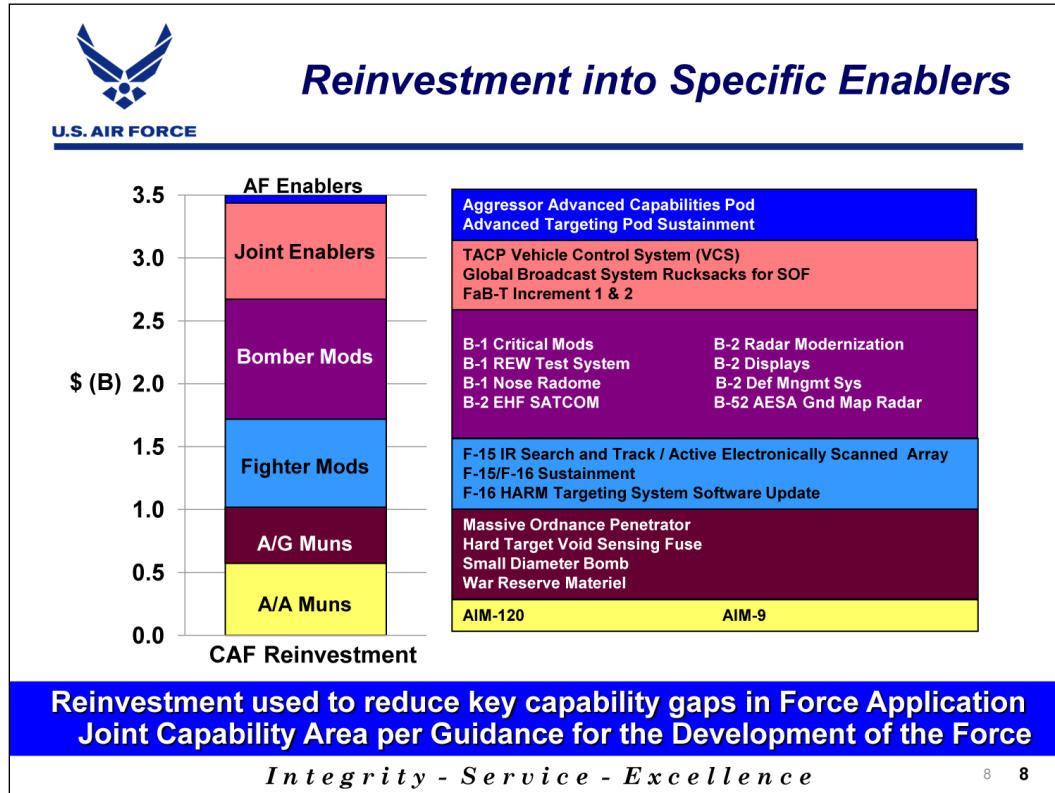 Reinvestment into Specific Enablers
U.S. AIR FORCE
3.5
3.0
2.5
$ (B) 2.0
1.5
1.0
0.5
0.0
AF Enablers
Joint Enablers
Bomber Mods
Fighter Mods
A/G Muns
A/A Muns
CAF Reinvestment
Aggressor Advanced Capabilities Pod
Advanced Targeting Pod Sustainment
TACP Vehicle Control System (VCS)
Global Broadcast System Rucksacks for SOF
FaB-T Increment 1 & 2
B-1 Critical Mods B-2 Radar Modernization
B-1 REW Test System B-2 Displays
B-1 Nose Radome B-2 Def Mngmt Sys
B-2 EHF SATCOM B-52 AESA Gnd Map Radar
F-15 IR Search and Track / Active Electronically Scanned Array
F-15/F-16 Sustainment
F-16 HARM Targeting System Software Update
Massive Ordnance Penetrator
Hard Target Void Sensing Fuse
Small Diameter Bomb
War Reserve Materiel
AIM-120 AIM-9
Reinvestment used to reduce key capability gaps in Force Application
Joint Capability Area per Guidance for the Development of the Force
Integrity - Service - Excellence
8 8